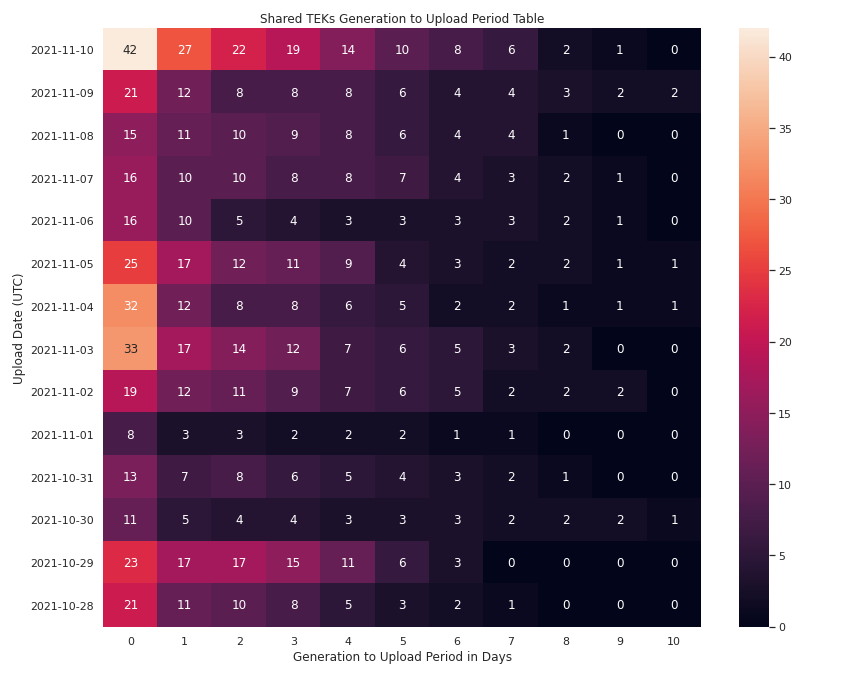 Shared TEKs Generation to Upload Period Table
Upload Date (UTC)
2021-11-10 42 27 22 19 14 10 8 6 2 1 0
2021-11-09 21 12 8 8 8 6 4 4 3 2 2
2021-11-08 15 11 10 9 8 6 4 4 1 0 0
2021-11-07 16 10 10 8 8 7 4 3 2 1 0
2021-11-06 16 10 5 4 3 3 3 3 2 1 0
2021-11-05 25 17 12 11 9 4 3 2 2 1 1
2021-11-04 32 12 8 8 6 5 2 2 1 1 1
2021-11-03 33 17 14 12 7 6 5 3 2 0 0
2021-11-02 19 12 11 9 7 6 5 2 2 2 0
2021-11-01 8 3 3 2 2 2 1 1 0 0 0
2021-10-31 13 7 8 6 5 4 3 2 1 0 0
2021-10-30 11 5 4 4 3 3 3 2 2 2 1
2021-10-29 23 17 17 15 11 6 3 0 0 0 0
2021-10-28 21 11 10 8 5 3 2 1 0 0 0
0 1 2 3 4 5 6 7 8 9 10
Generation to Upload Period in Days
40
35
30
25
20
15
10
5
0